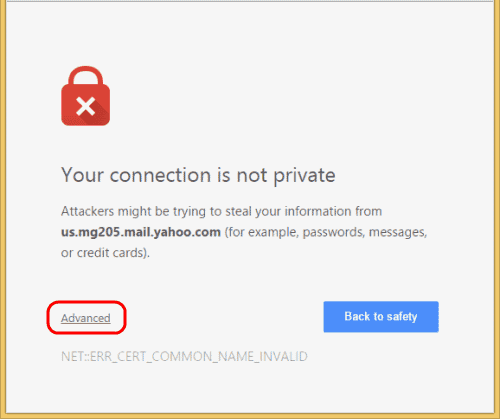 Your connection is not private
Attackers might be trying to steal your information from
us.mg205.mail.yahoo.com (for example, passwords, messages,
or credit cards).
Advanced
Back to safety
NET::ERR_CERT_COMMON_NAME_INVALID